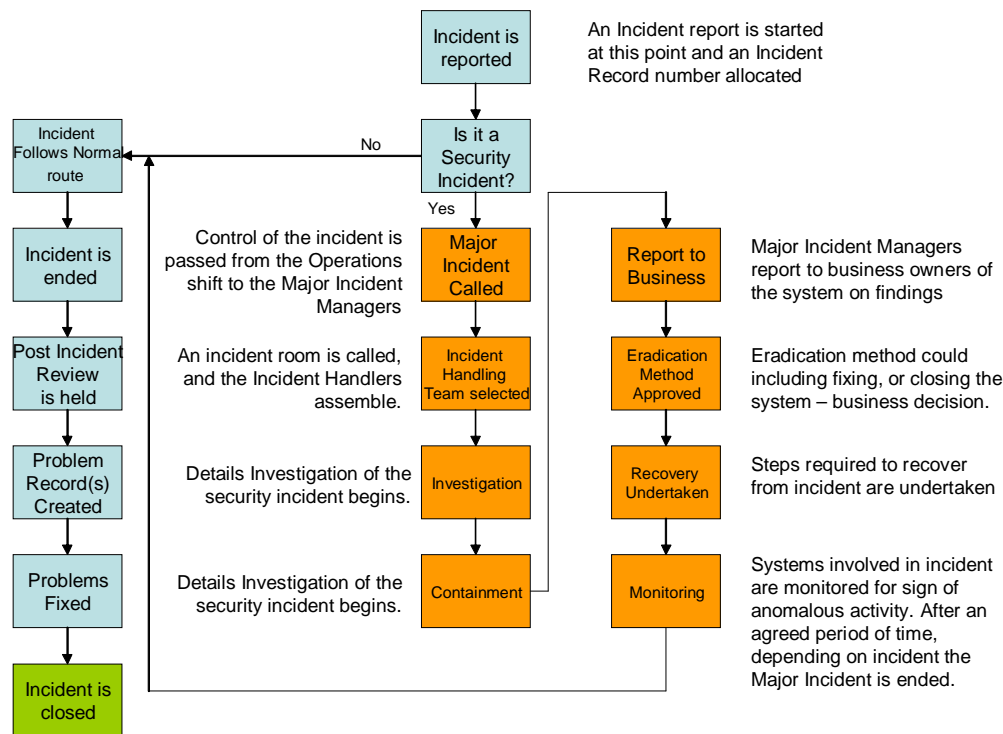 Incident is
reported
An Incident report is started
at this point and an Incident
Record number allocated
Incident
Follows Normal
route
No
Is it a
Security
Incident?
Yes
Incident is
ended
Control of the incident is
passed from the Operations
shift to the Major Incident
Managers
Major
Incident
Called
Report to
Business
Major Incident Managers
report to business owners of
the system on findings
Post Incident
Review
is held
An incident room is called,
and the Incident Handlers
assemble.
Incident
Handling
Team selected
Eradication
Method
Approved
Eradication method could
including fixing, or closing the
system – business decision.
Problem
Record(s)
Created
Details Investigation of the
security incident begins.
Investigation
Recovery
Undertaken
Steps required to recover
from incident are undertaken
Problems
Fixed
Details Investigation of the
security incident begins.
Containment
Monitoring
Systems involved in incident
are monitored for sign of
anomalous activity. After an
agreed period of time,
depending on incident the
Major Incident is ended.
Incident is
closed